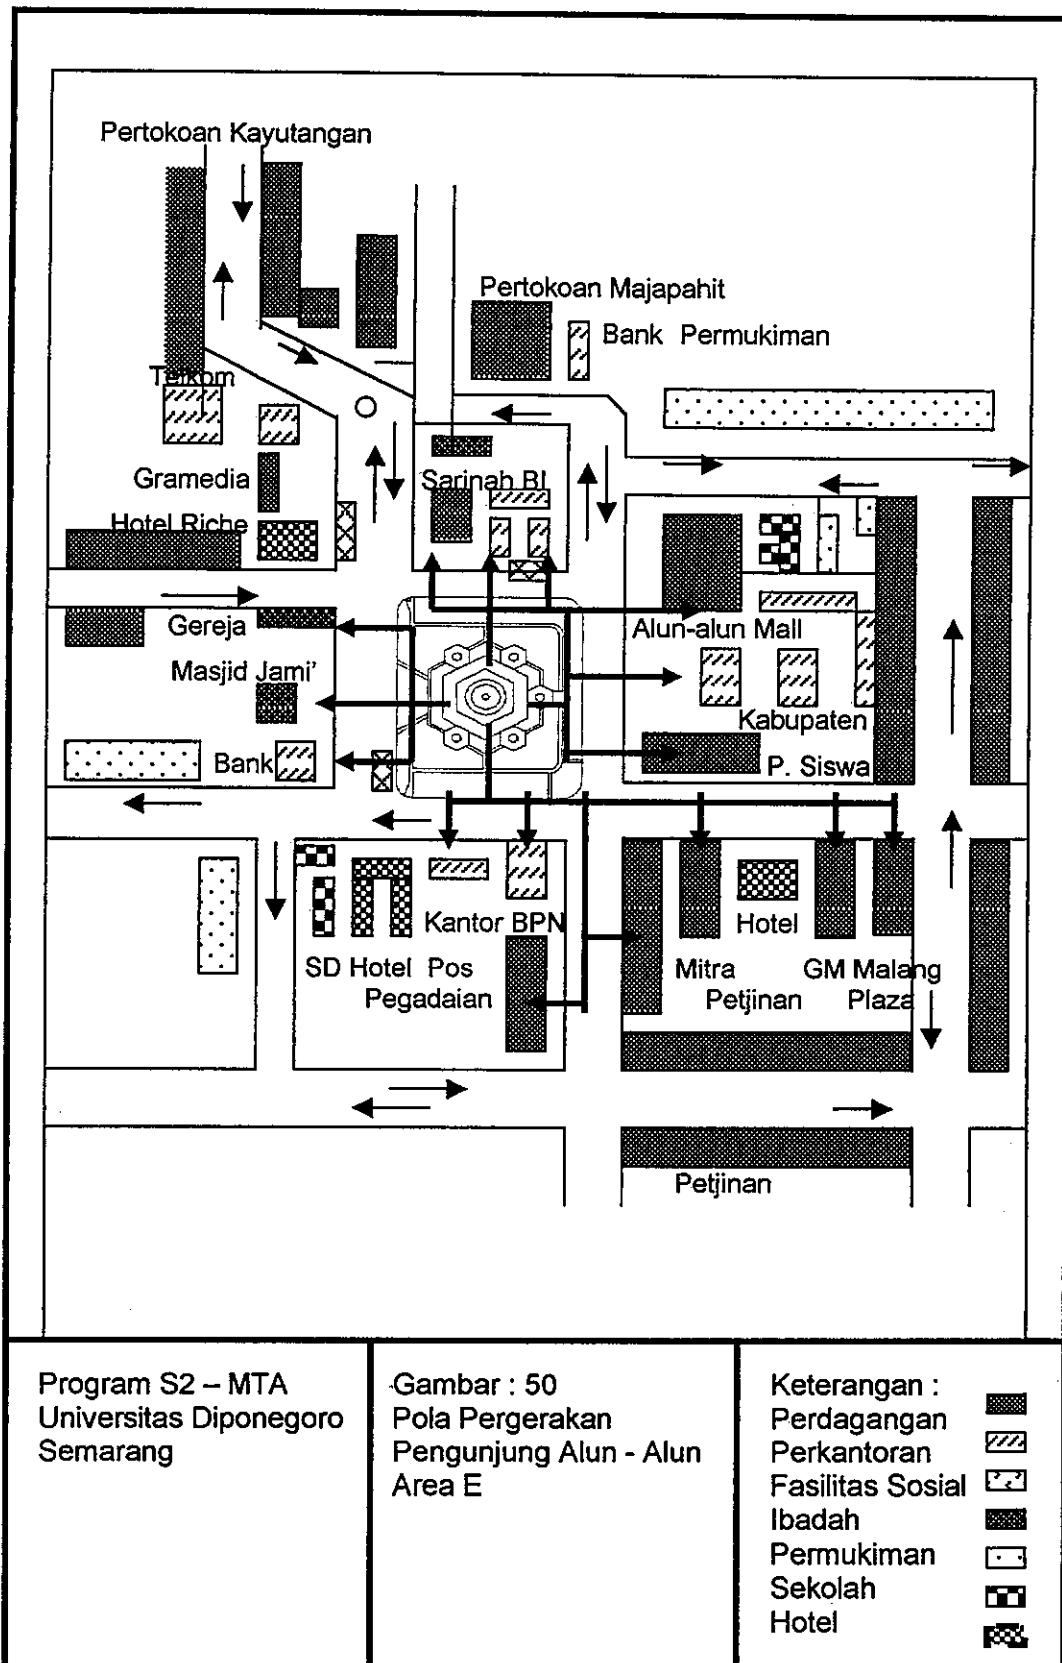 Pertokoan Kayutangan
Pertokoan Majapahit
Bank Permukiman
Telkom
Gramedia
Sarinah BI
Hotel Riche
Gereja
Alun-alun Mall
Masjid Jami'
Kabupaten
Bank
P. Siswa
Kantor BPN
Hotel
SD Hotel Pos
Mitra
GM Malang
Pegadaian
Petjinan
Plaza
Petjinan
Program S2 – MTA
Universitas Diponegoro
Semarang
Gambar : 50
Pola Pergerakan
Pengunjung Alun - Alun
Area E
Keterangan :
Perdagangan
Perkantoran
Fasilitas Sosial
Ibadah
Permukiman
Sekolah
Hotel